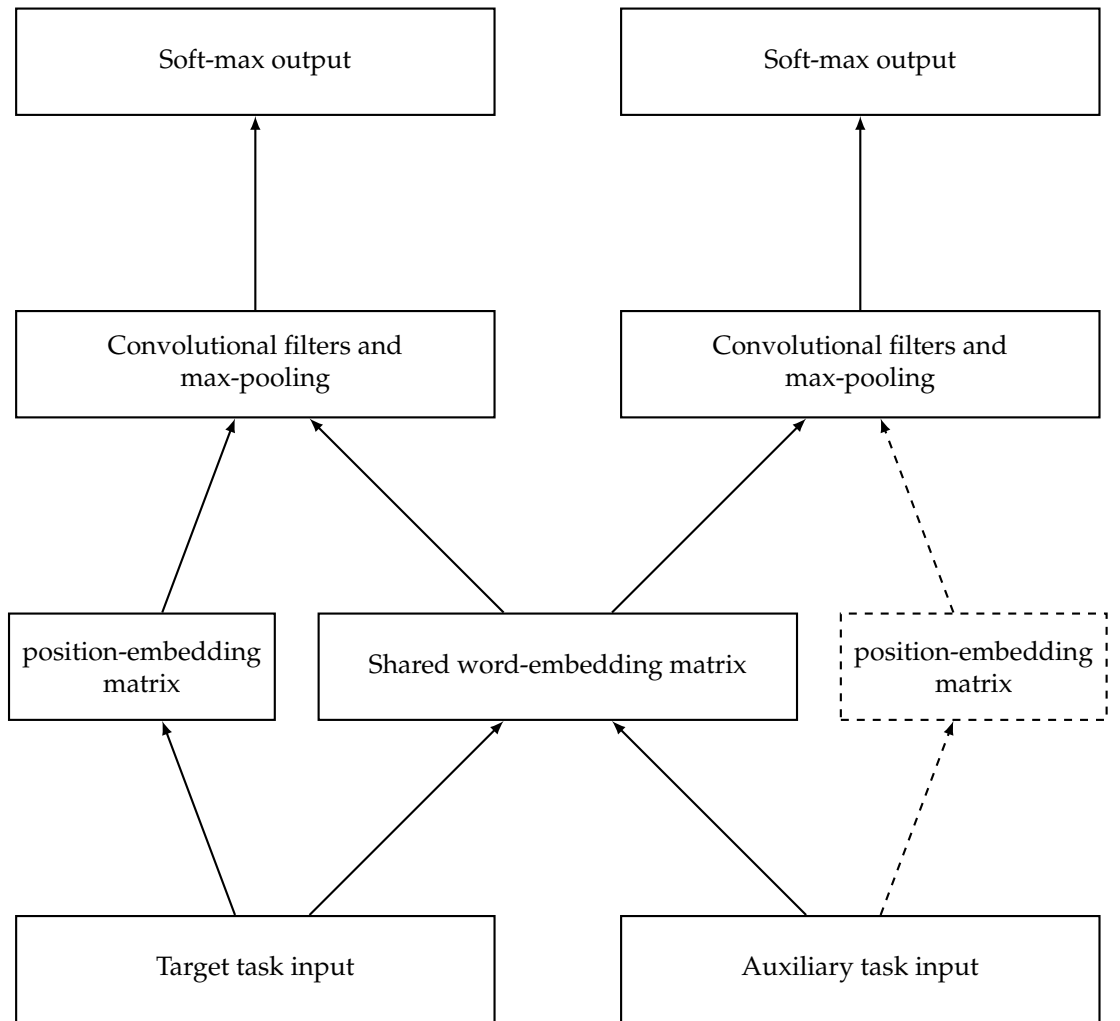 Soft-max output
Soft-max output
Convolutional filters and
max-pooling
Convolutional filters and
max-pooling
position-embedding
matrix
Shared word-embedding matrix
position-embedding
matrix
Target task input
Auxiliary task input